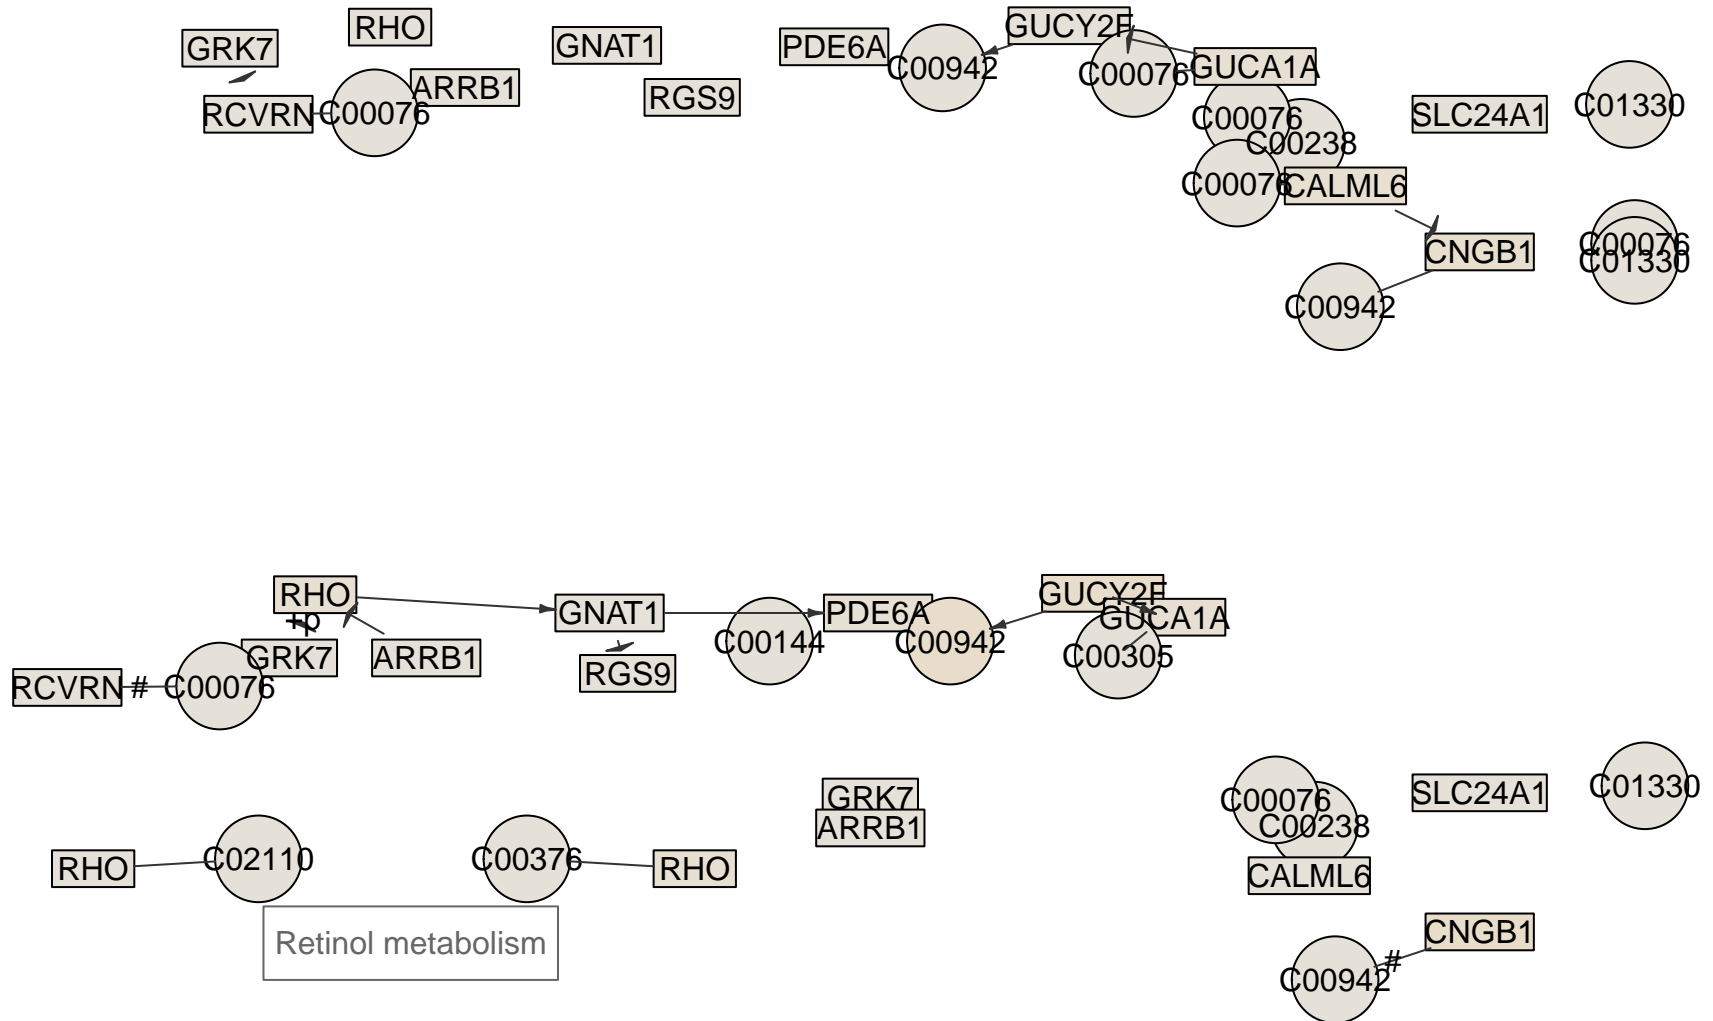 RHO
GRK7
GNAT1
PDE6A
C00942
GUCY2F
C00076
GUCA1A
ARRB1
RCVRN
C00076
RGS9
C00076
C00238
SLC24A1
C01330
C00076
CALML6
CNGB1
C00076
C01330
C00942
RHO
+p
GNAT1
PDE6A
GUCY2F
GUCA1A
GRK7
ARRB1
RGS9
C00144
C00942
C00305
RCVRN
#
C00076
GRK7
ARRB1
C00076
C00238
SLC24A1
C01330
RHO
C02110
C00376
RHO
CALML6
Retinol metabolism
CNGB1
#
C00942